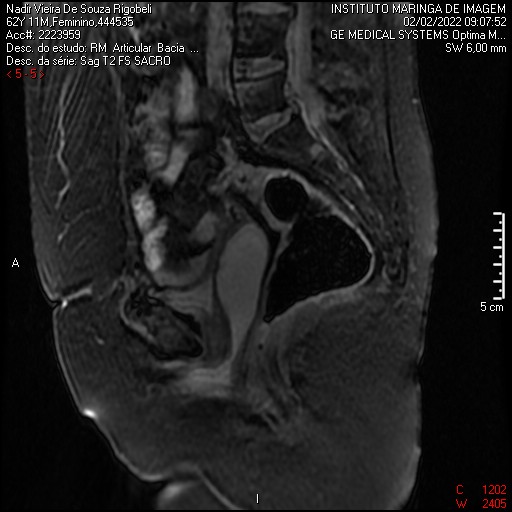 Nadir Vieira De Souza Rigobeli
62Y 11M,Feminino,444535
Acc#: 2223959
Desc. do estudo: RM Articular Bacia ...
Desc. da série: Sag T2 FS SACRO
< 5 - 5 >
INSTITUTO MARINGA DE IMAGEM
02/02/2022 09:07:52
GE MEDICAL SYSTEMS Optima M...
SW 6,00 mm
A
5 cm
I
C 1202
W 2405